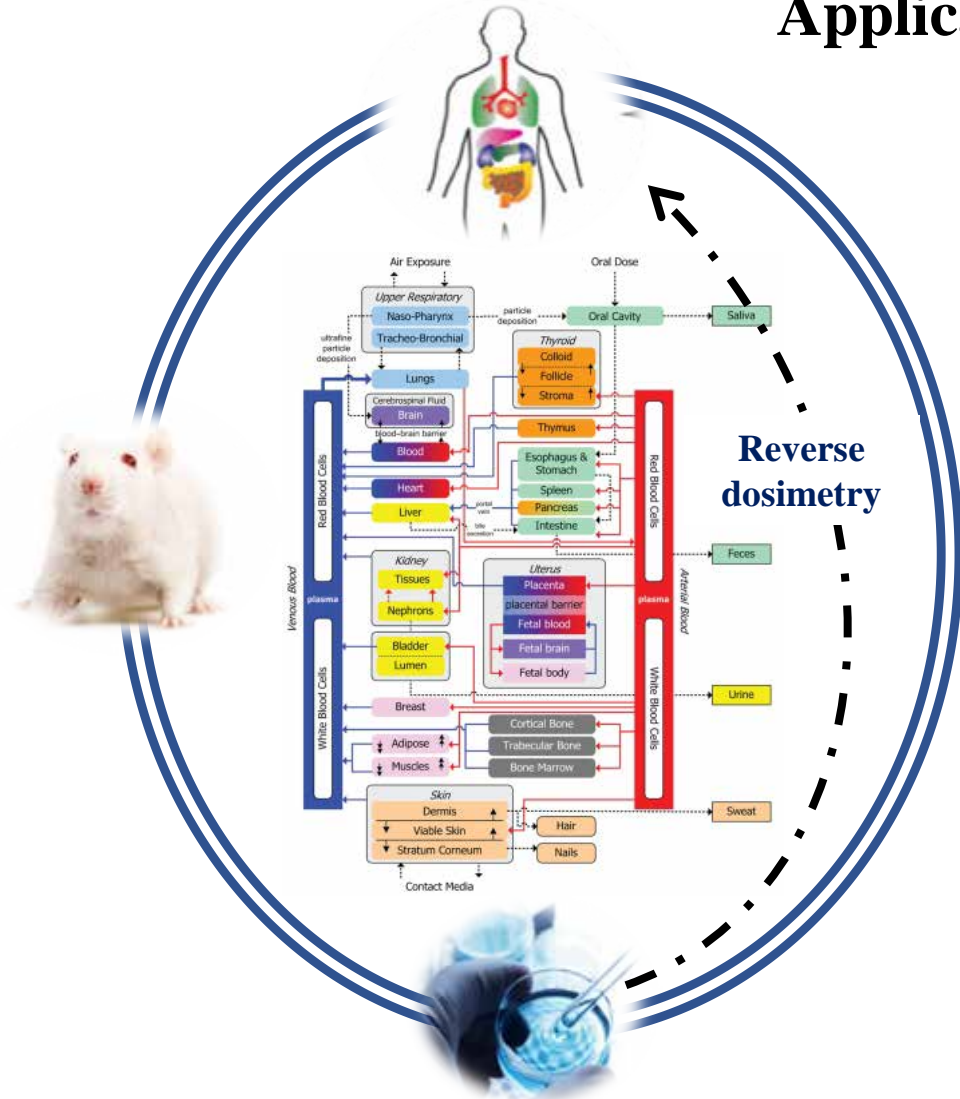 Applica
Air Exposure
Oral Dose
Upper Respiratory
Naso-Pharynx
Tracheo-Bronchial
particle
deposition
Oral Cavity
Saliva
ultrafine
particle
deposition
Thyroid
Colloid
Follicle
Stroma
Lungs
Cerebrospinal Fluid
Brain
blood-brain barrier
Blood
Thymus
Heart
Liver
Esophagus &
Stomach
Spleen
Pancreas
Intestine
portal
vein
bile
excretion
Reverse
dosimetry
Red Blood Cells
Red Blood Cells
Feces
Kidney
Tissues
Nephrons
Uterus
Placenta
placental barrier
Fetal blood
Fetal brain
Fetal body
Venous Blood
plasma
plasma
Arterial Blood
Bladder
Lumen
Urine
White Blood Cells
White Blood Cells
Breast
Adipose
Muscles
Cortical Bone
Trabecular Bone
Bone Marrow
Skin
Dermis
Viable Skin
Stratum Corneum
Hair
Nails
Sweat
Contact Media